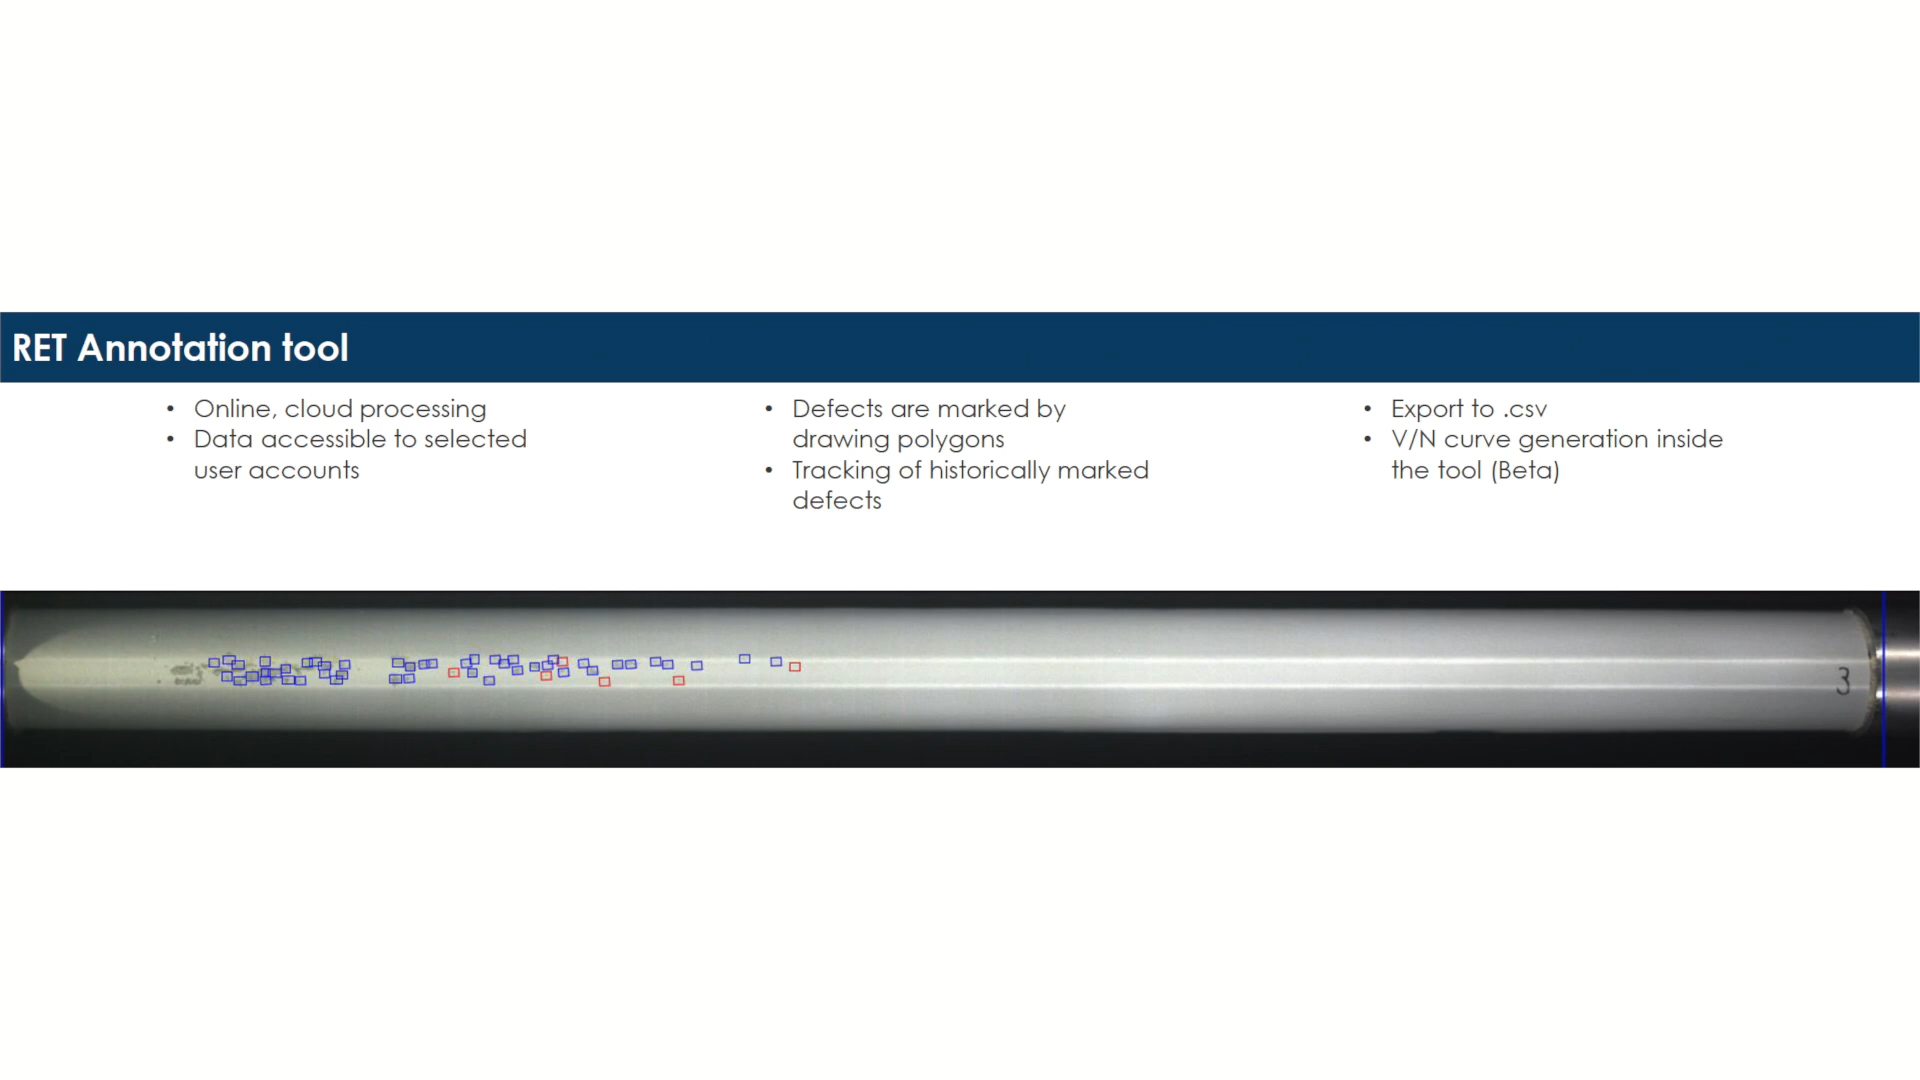 RET Annotation tool
• Online, cloud processing
• Data accessible to selected
user accounts
• Defects are marked by
drawing polygons
• Tracking of historically marked
defects
• Export to .csv
• V/N curve generation inside
the tool (Beta)
3